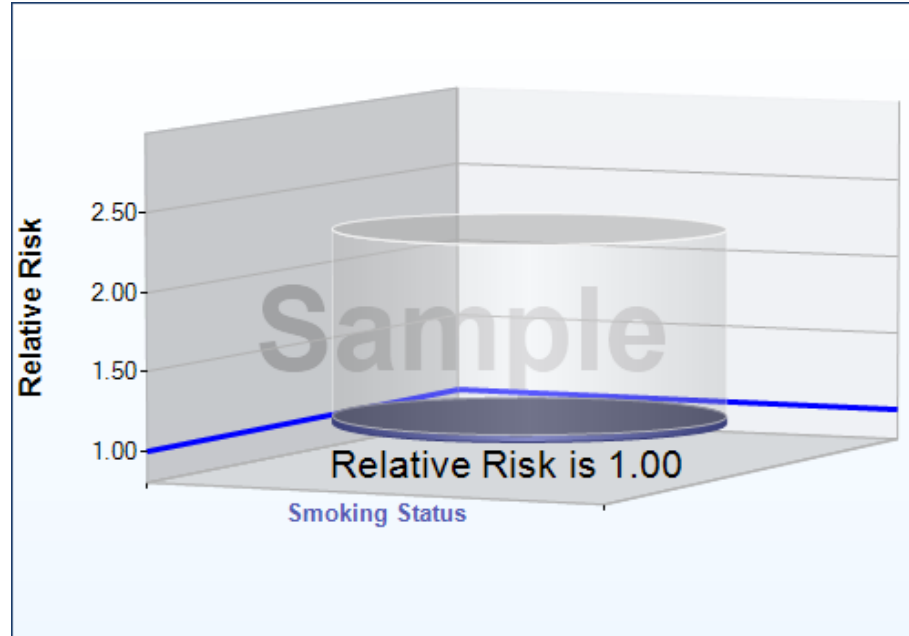 Relative Risk
2.50
2.00
1.50
1.00
Sample
Relative Risk is 1.00
Smoking Status